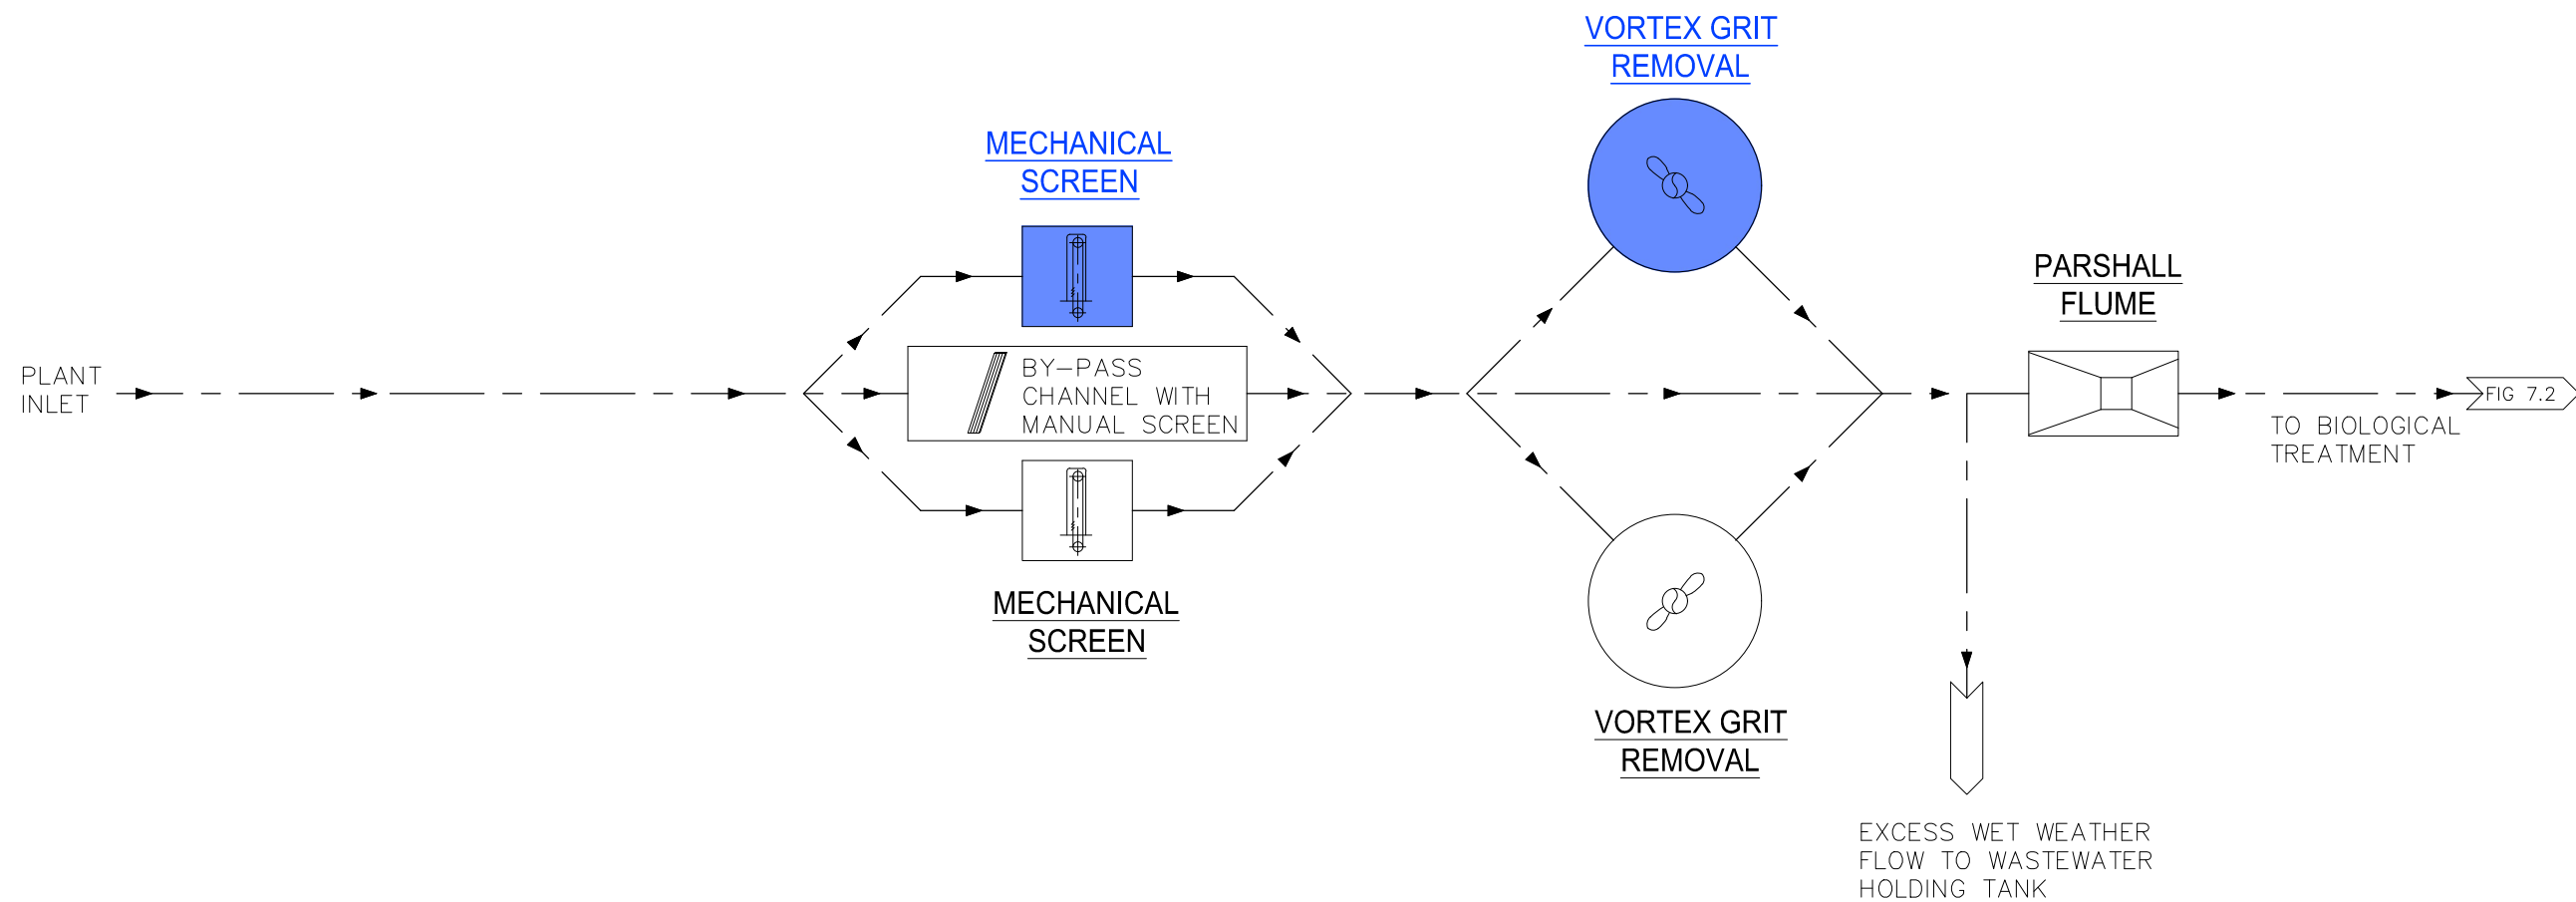 VORTEX GRIT
REMOVAL
MECHANICAL
SCREEN
PARSHALL
FLUME
PLANT
INLET
BY-PASS
CHANNEL WITH
MANUAL SCREEN
FIG 7.2
TO BIOLOGICAL
TREATMENT
MECHANICAL
SCREEN
VORTEX GRIT
REMOVAL
EXCESS WET WEATHER
FLOW TO WASTEWATER
HOLDING TANK